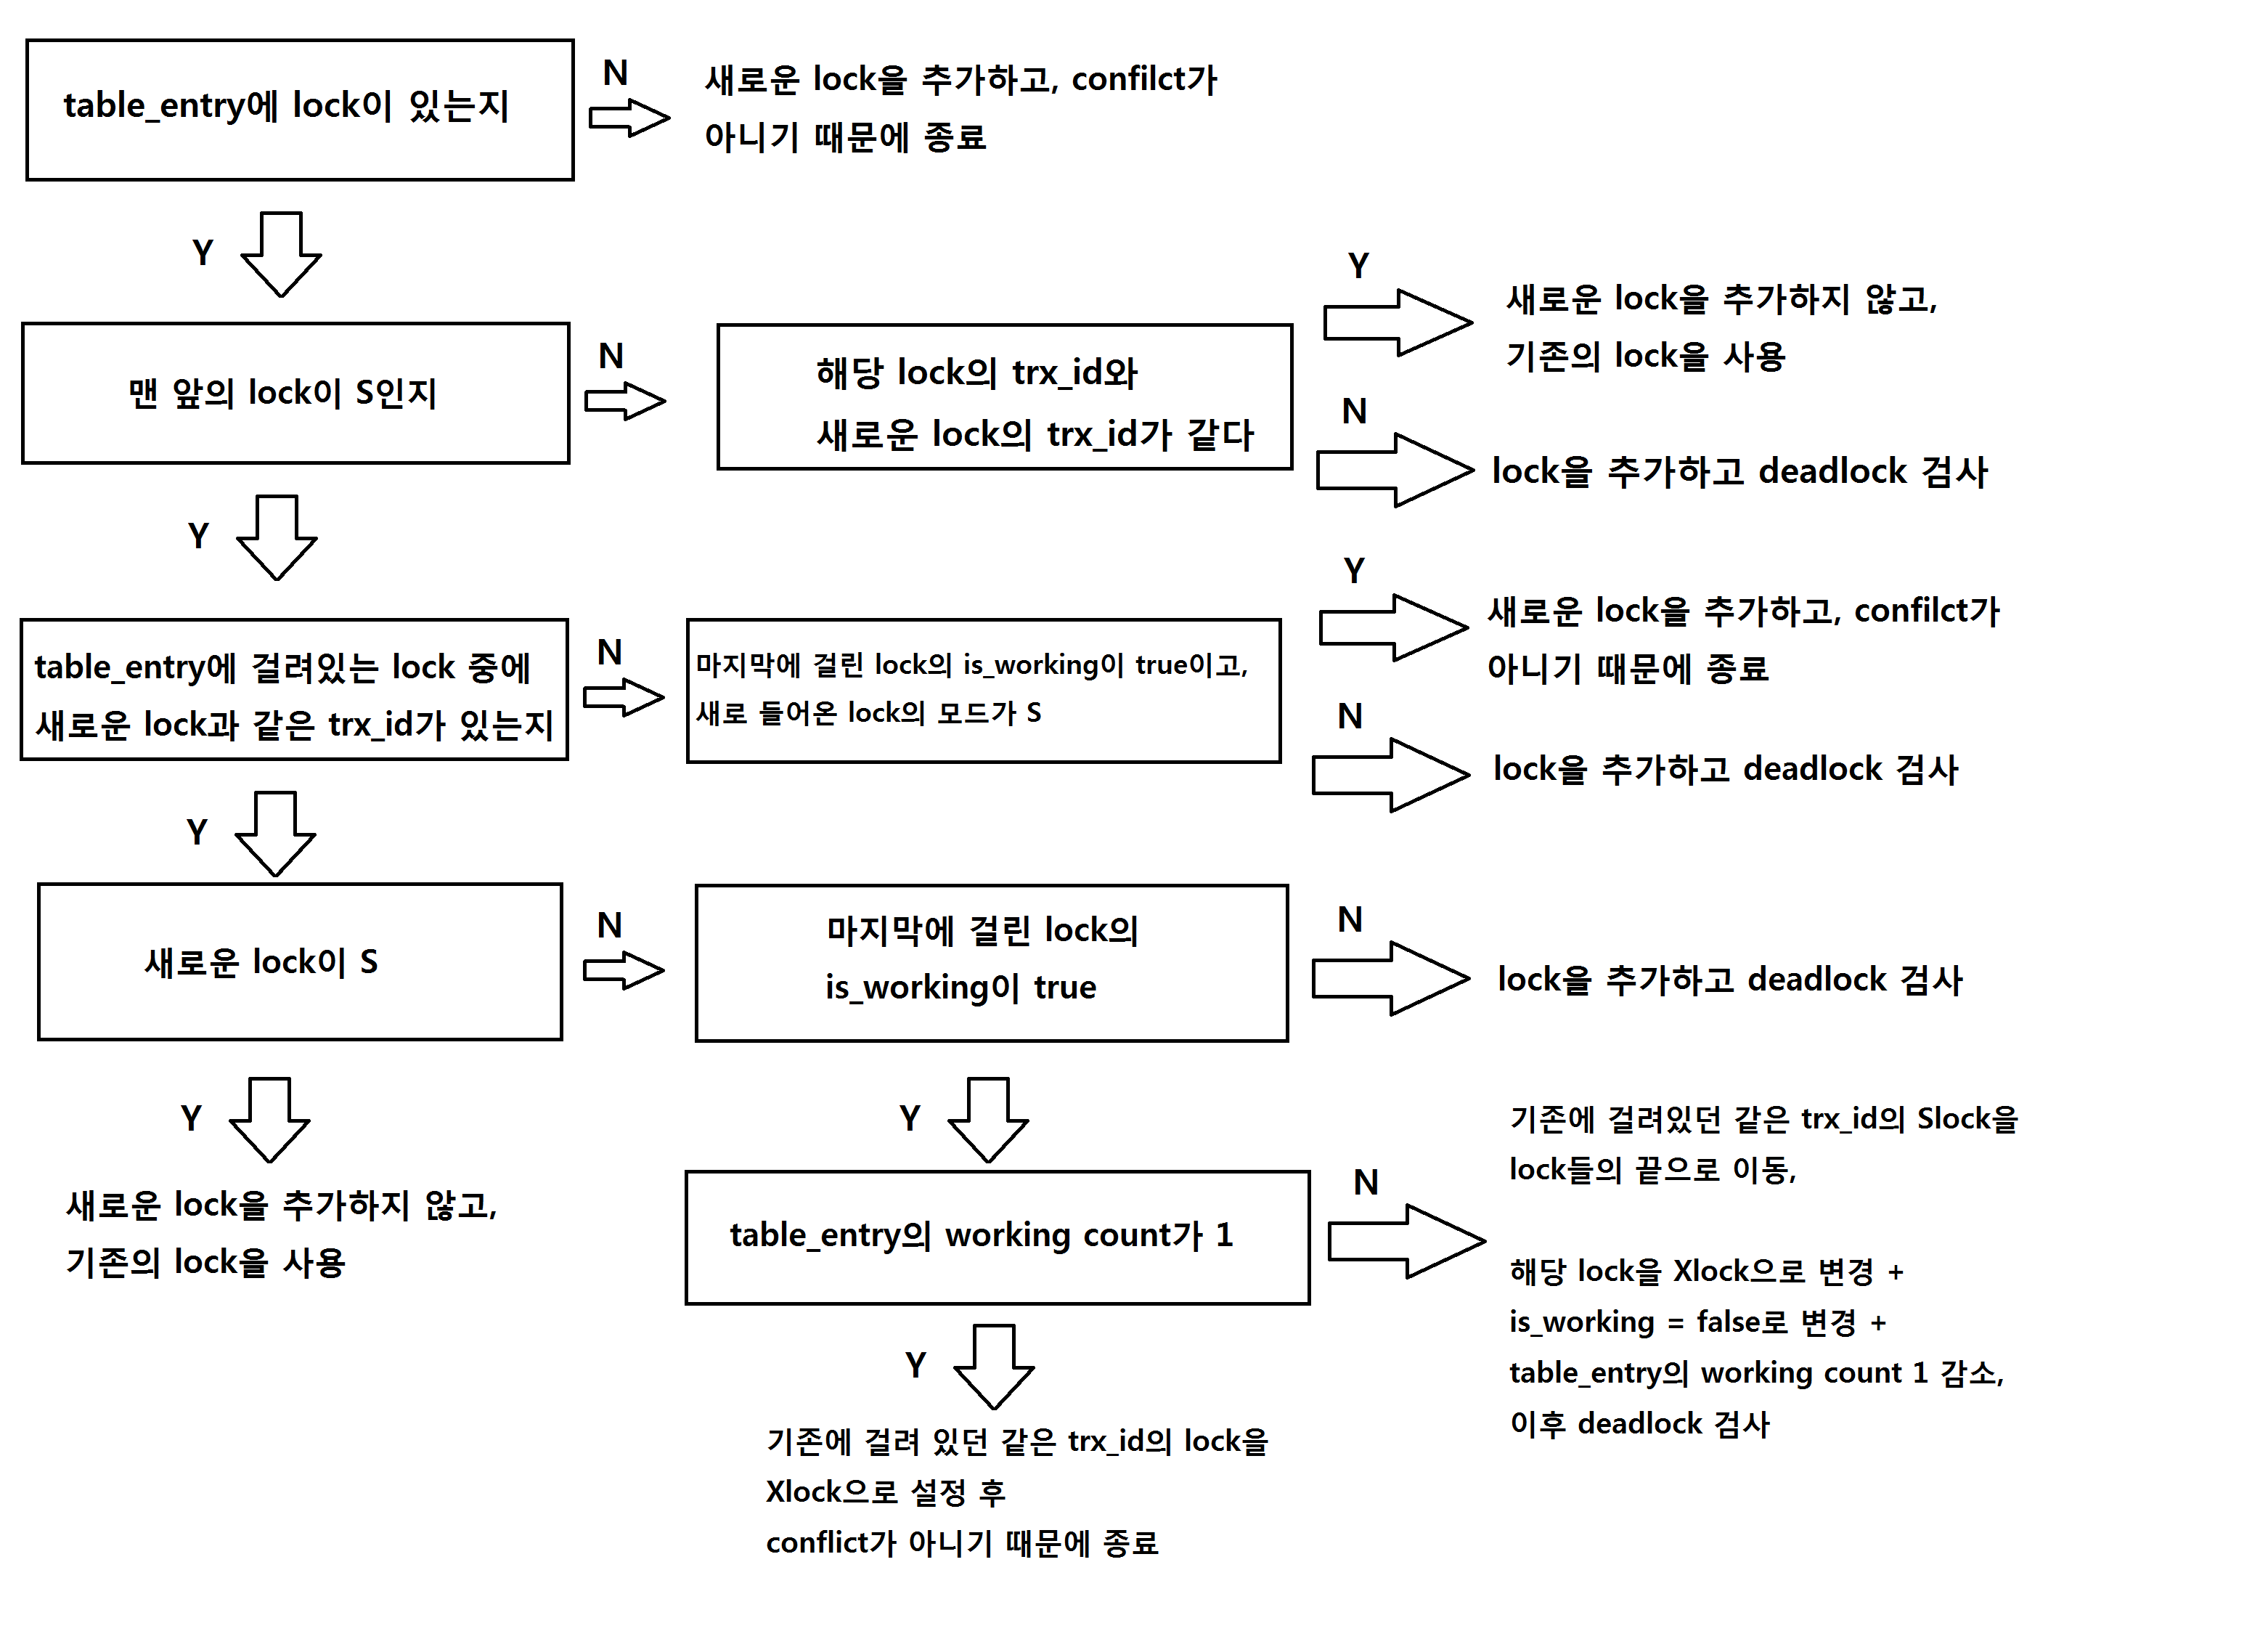 table_entry에 lock이 있는지
N
새로운 lock을 추가하고, confilct가
아니기 때문에 종료
Y
맨 앞의 lock이 S인지
N
해당 lock의 trx_id와
새로운 lock의 trx_id가 같다
Y
새로운 lock을 추가하지 않고,
기존의 lock을 사용
N
lock을 추가하고 deadlock 검사
Y
table_entry에 걸려있는 lock 중에
새로운 lock과 같은 trx_id가 있는지
N
마지막에 걸린 lock의 is_working이 true이고,
새로 들어온 lock의 모드가 S
Y
새로운 lock을 추가하고, confilct가
아니기 때문에 종료
N
lock을 추가하고 deadlock 검사
Y
새로운 lock이 S
N
마지막에 걸린 lock의
is_working이 true
N
lock을 추가하고 deadlock 검사
Y
새로운 lock을 추가하지 않고,
기존의 lock을 사용
Y
table_entry의 working count가 1
N
기존에 걸려있던 같은 trx_id의 Slock을
lock들의 끝으로 이동,
해당 lock을 Xlock으로 변경 +
is_working = false로 변경 +
table_entry의 working count 1 감소,
이후 deadlock 검사
Y
기존에 걸려 있던 같은 trx_id의 lock을
Xlock으로 설정 후
conflict가 아니기 때문에 종료